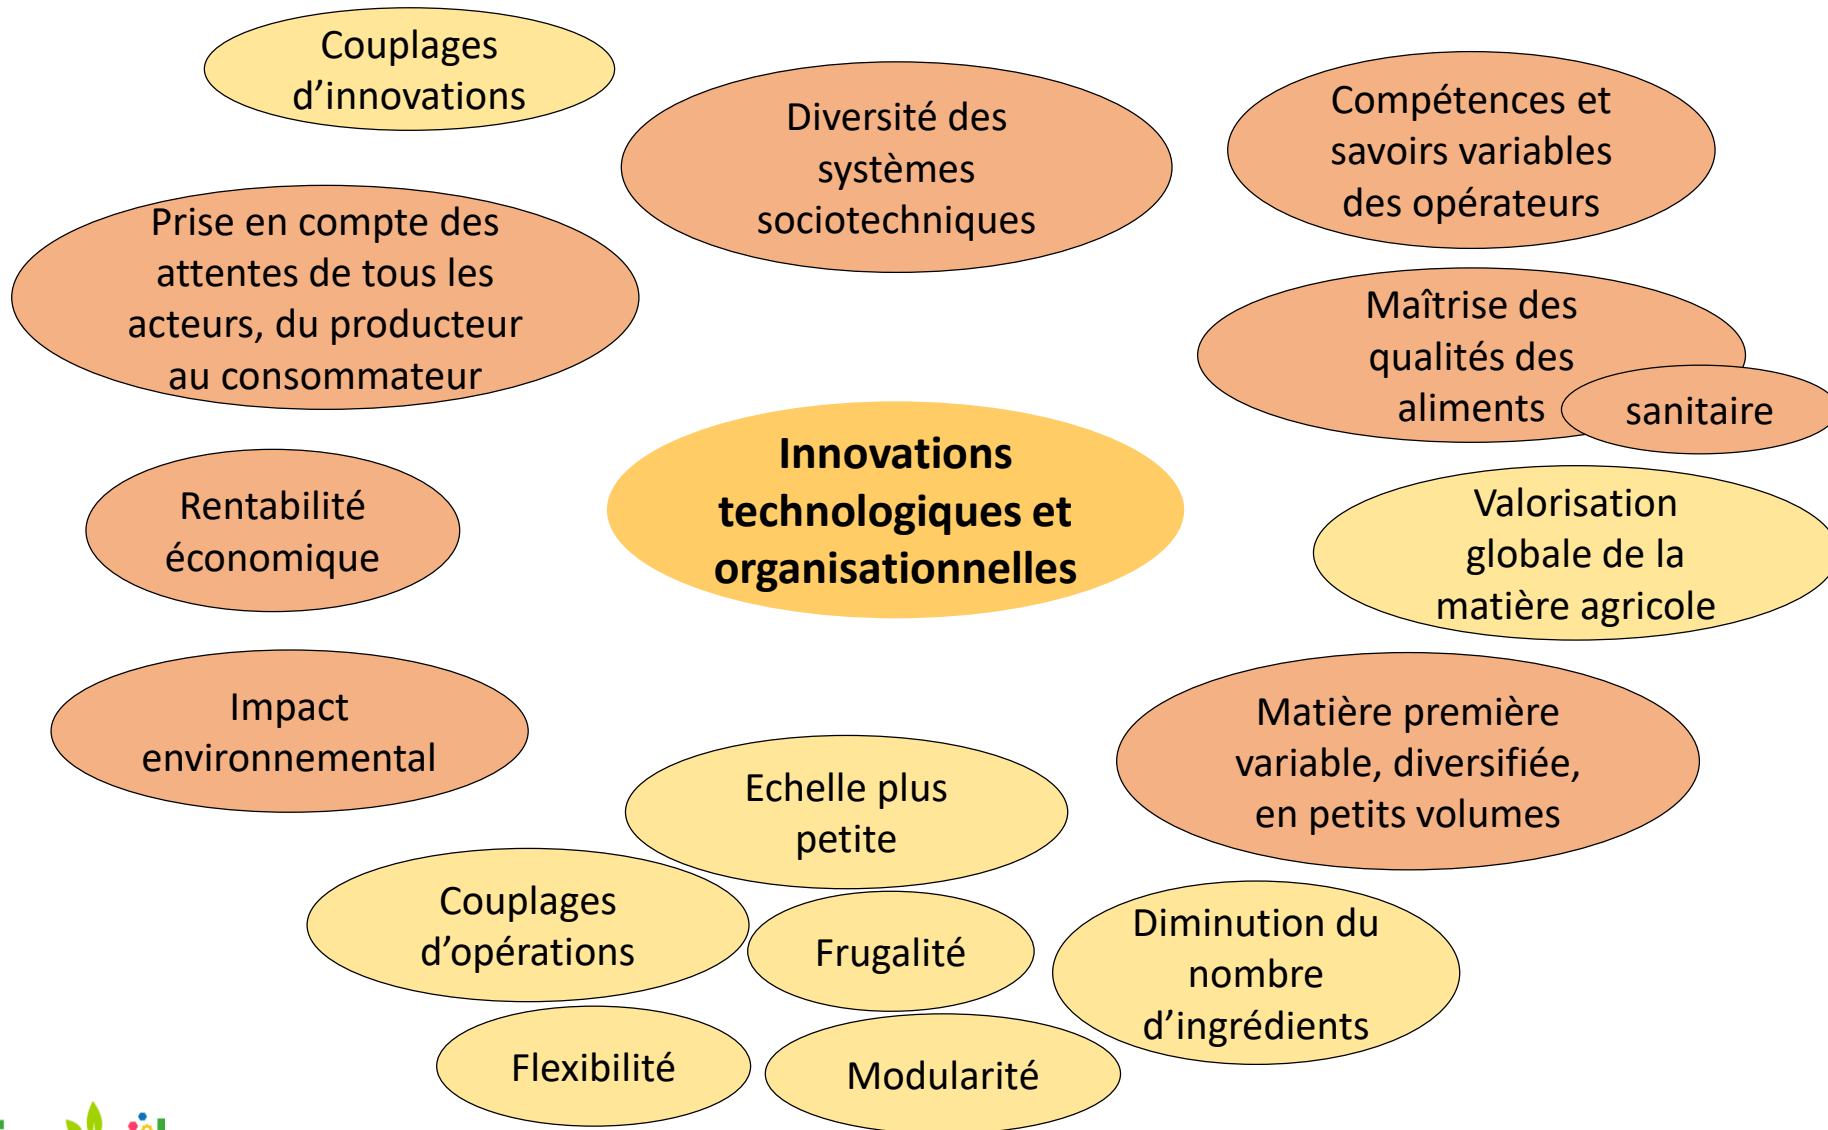 Couplages
d’innovations
Diversité des
systèmes
sociotechniques
Compétences et
savoirs variables
des opérateurs
Prise en compte des
attentes de tous les
acteurs, du producteur
au consommateur
Maîtrise des
qualités des
aliments
sanitaire
Innovations
technologiques et
organisationnelles
Rentabilité
économique
Valorisation
globale de la
matière agricole
Impact
environnemental
Matière première
variable, diversifiée,
en petits volumes
Echelle plus
petite
Couplages
d’opérations
Frugalité
Diminution du
nombre
d’ingrédients
Flexibilité
Modularité